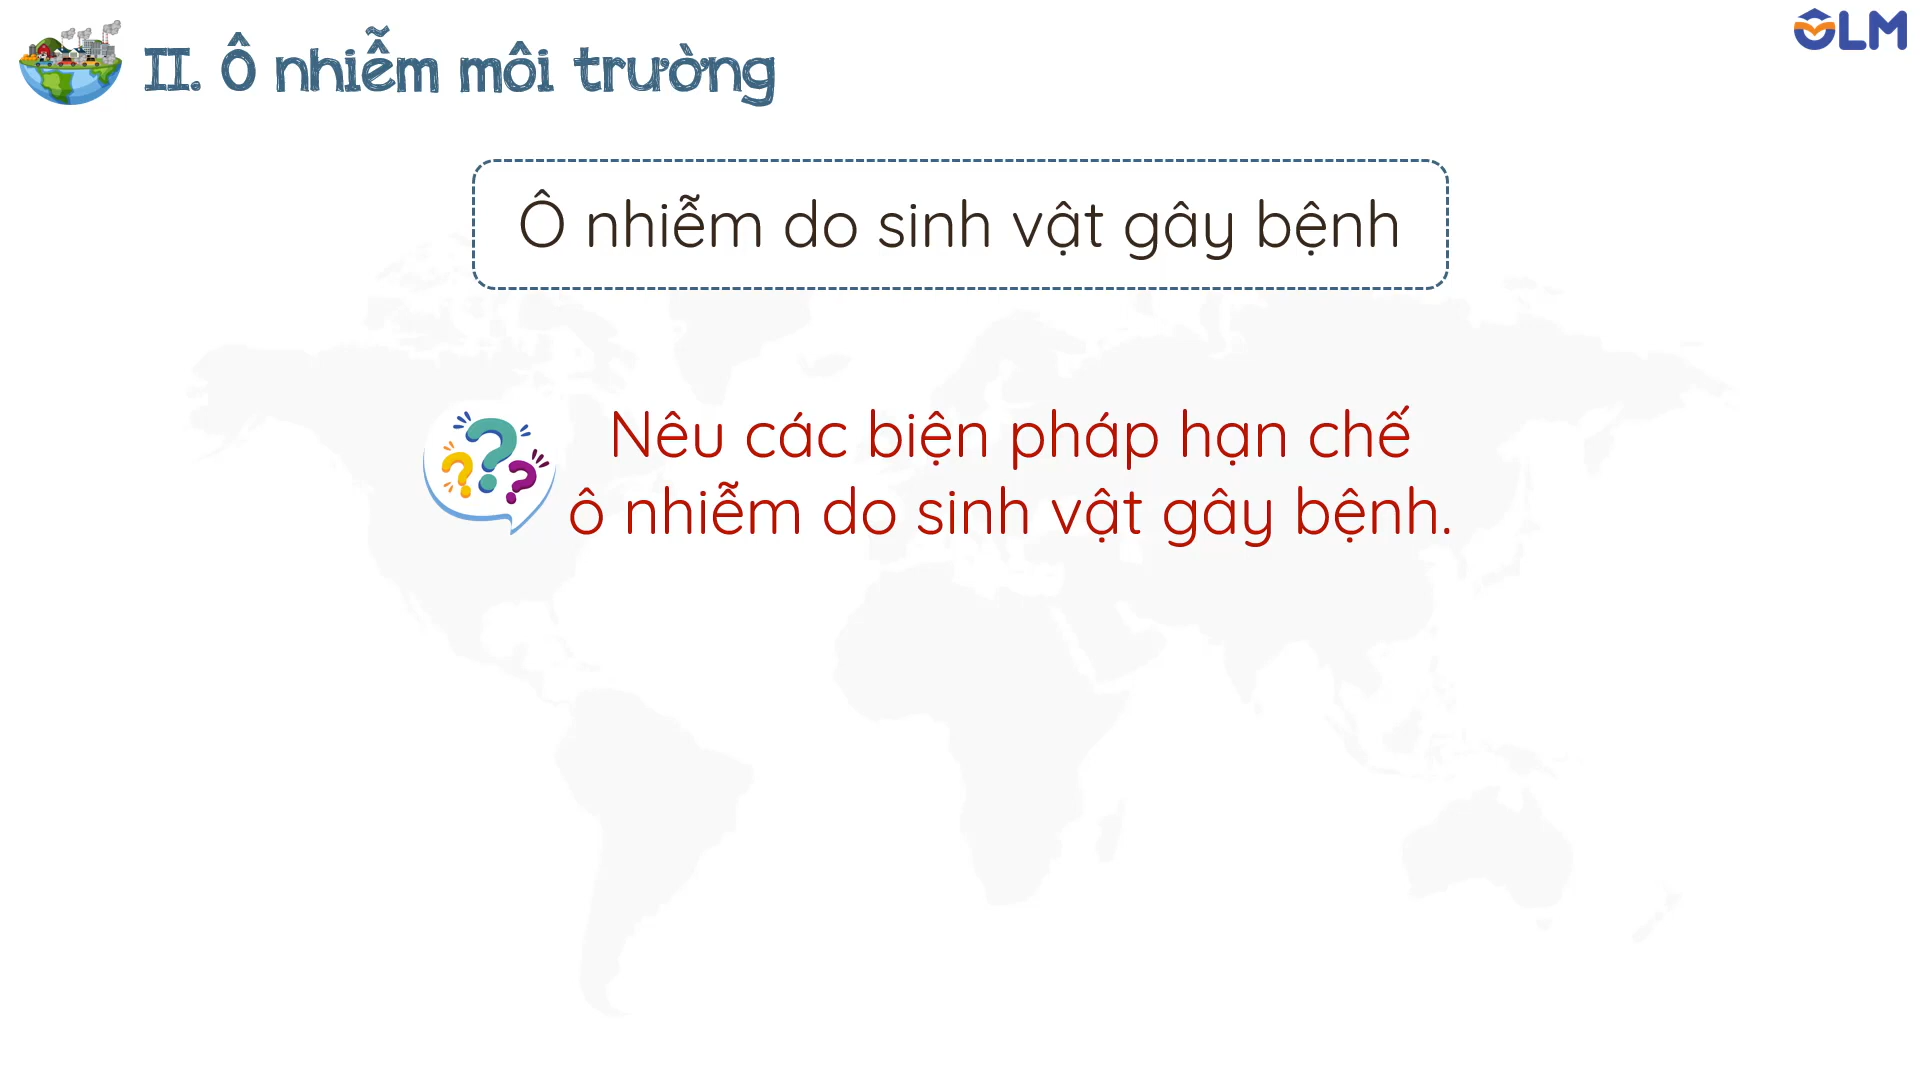 II. Ô nhiễm môi trường
OLM
Ô nhiễm do sinh vật gây bệnh
Nêu các biện pháp hạn chế
ô nhiễm do sinh vật gây bệnh.